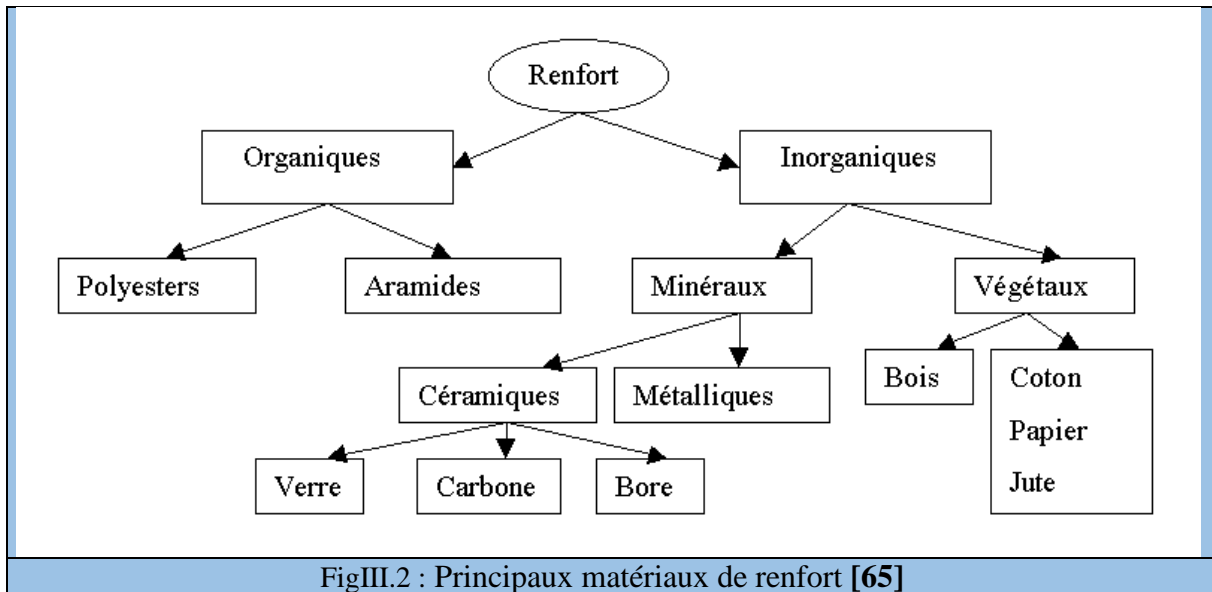 Renfort
Organiques
Inorganiques
Polyesters
Aramides
Minéraux
Végétaux
Céramiques
Métalliques
Bois
Coton
Papier
Jute
Verre
Carbone
Bore
FigIII.2 : Principaux matériaux de renfort [65]